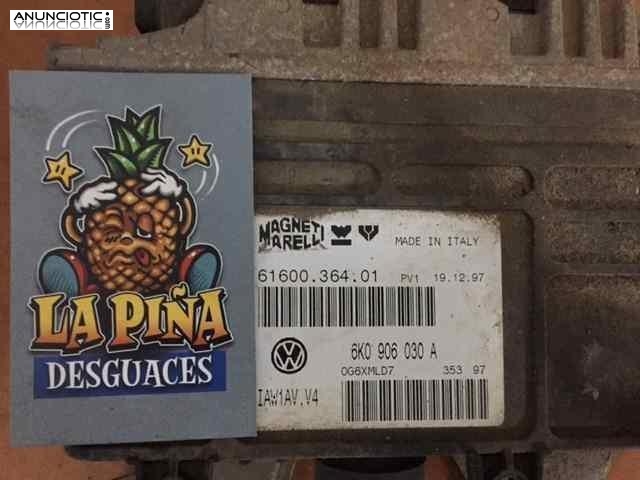 ANUNCIOTIC.com
LA PIÑA
DESGUACES
MAGNETI
MARELLI
MADE IN ITALY
61600.364.01
PV1 19.12.97
6K0 906 030 A
0G6XMLD7
353 97
IAW1AV.V4